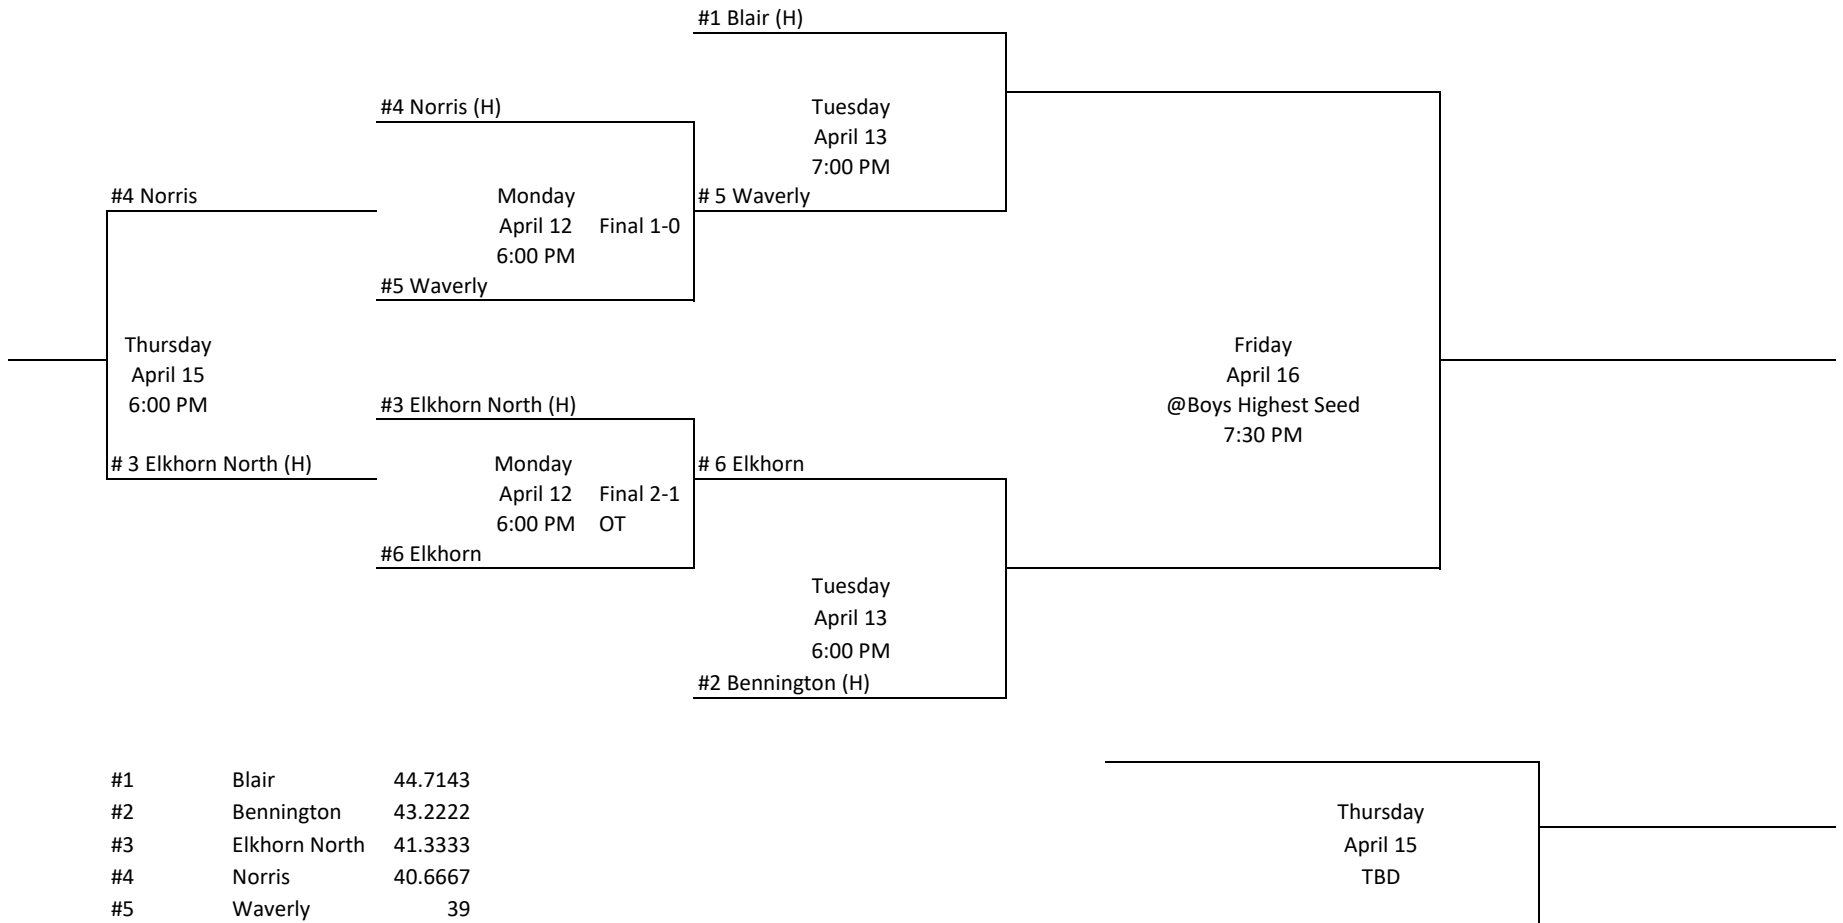 #1 Blair (H)
#4 Norris (H)
Tuesday
April 13
7:00 PM
#4 Norris
Monday
# 5 Waverly
April 12 Final 1-0
6:00 PM
#5 Waverly
Thursday
April 15
6:00 PM
Friday
April 16
@Boys Highest Seed
7:30 PM
#3 Elkhorn North (H)
# 3 Elkhorn North (H)
Monday
# 6 Elkhorn
April 12 Final 2-1
6:00 PM OT
#6 Elkhorn
Tuesday
April 13
6:00 PM
#2 Bennington (H)
#1 Blair 44.7143
#2 Bennington 43.2222
#3 Elkhorn North 41.3333
#4 Norris 40.6667
#5 Waverly 39
Thursday
April 15
TBD